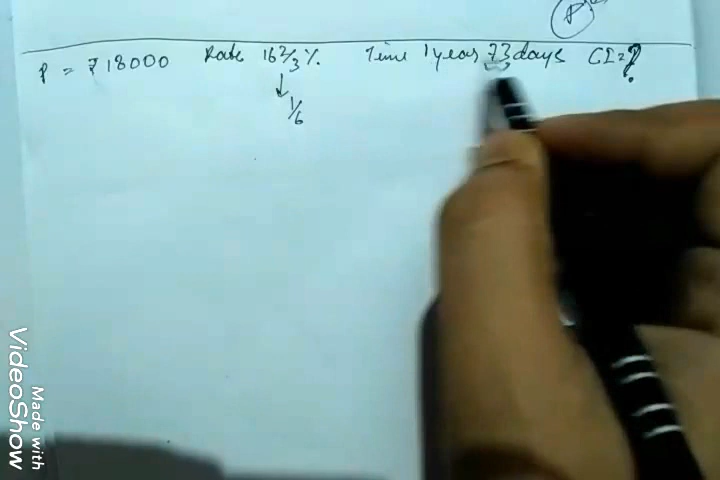 P = ₹18000 Rate 16 2/3 % Time 1 year 73 days CI = ?
1/6
Made with
VideoShow